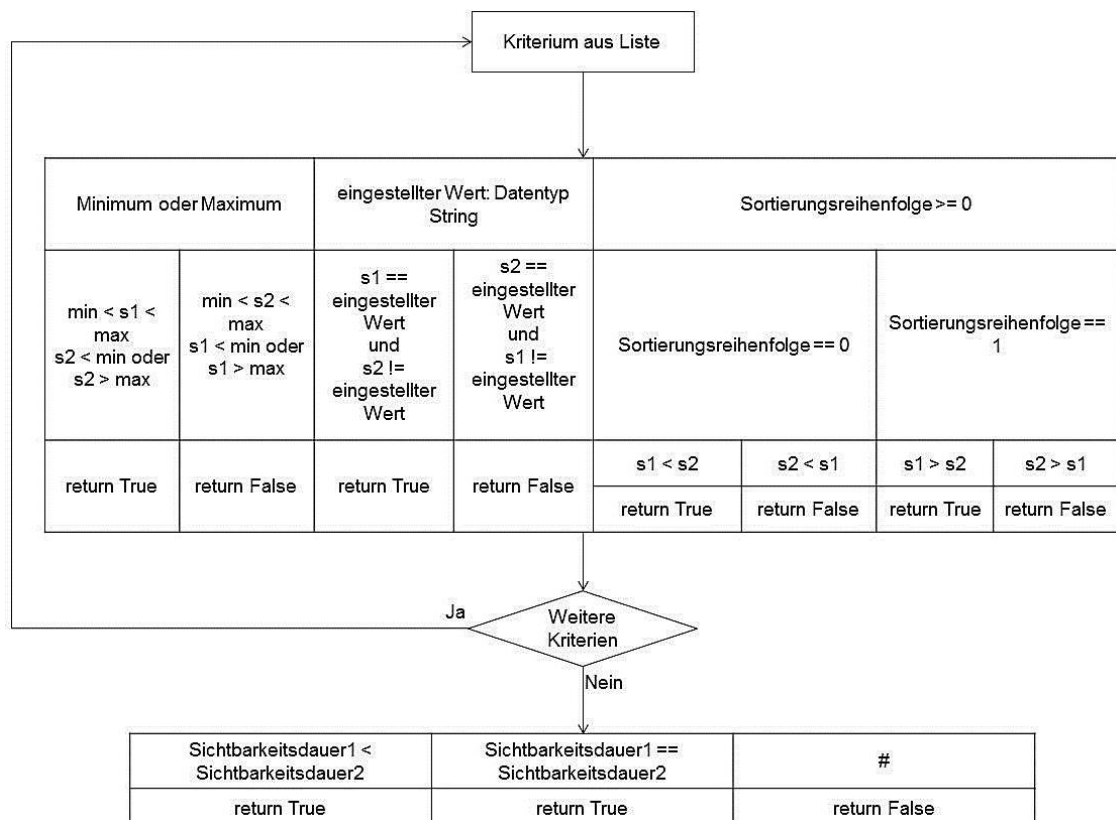 Kriterium aus Liste
Minimum oder Maximum
eingestellter Wert: Datentyp
String
Sortierungsreihenfolge >= 0
min < s1 <
max
s2 < min oder
s2 > max
min < s2 <
max
s1 < min oder
s1 > max
s1 ==
eingestellter
Wert
und
s2 !=
eingestellter
Wert
s2 ==
eingestellter
Wert
und
s1 !=
eingestellter
Wert
Sortierungsreihenfolge == 0
Sortierungsreihenfolge ==
1
return True
return False
return True
return False
s1 < s2
s2 < s1
s1 > s2
s2 > s1
return True
return False
return True
return False
Ja
Weitere
Kriterien
Nein
Sichtbarkeitsdauer1 <
Sichtbarkeitsdauer2
Sichtbarkeitsdauer1 ==
Sichtbarkeitsdauer2
#
return True
return True
return False